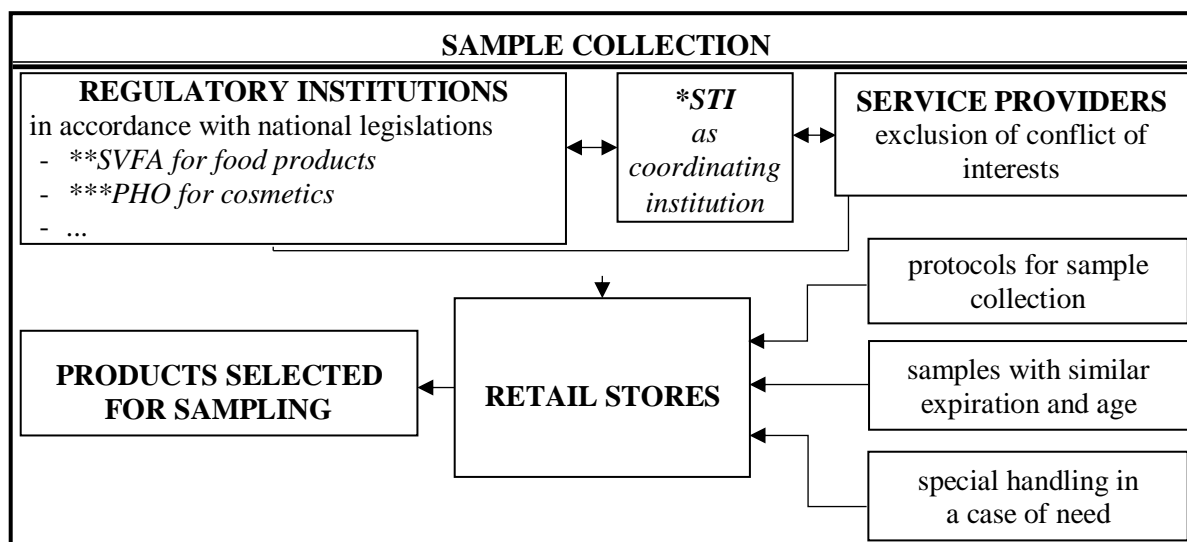 SAMPLE COLLECTION
REGULATORY INSTITUTIONS
in accordance with national legislations
- **SVFA for food products
- ***PHO for cosmetics
- ...
*STI
as
coordinating
institution
SERVICE PROVIDERS
exclusion of conflict of
interests
protocols for sample
collection
PRODUCTS SELECTED
FOR SAMPLING
RETAIL STORES
samples with similar
expiration and age
special handling in
a case of need